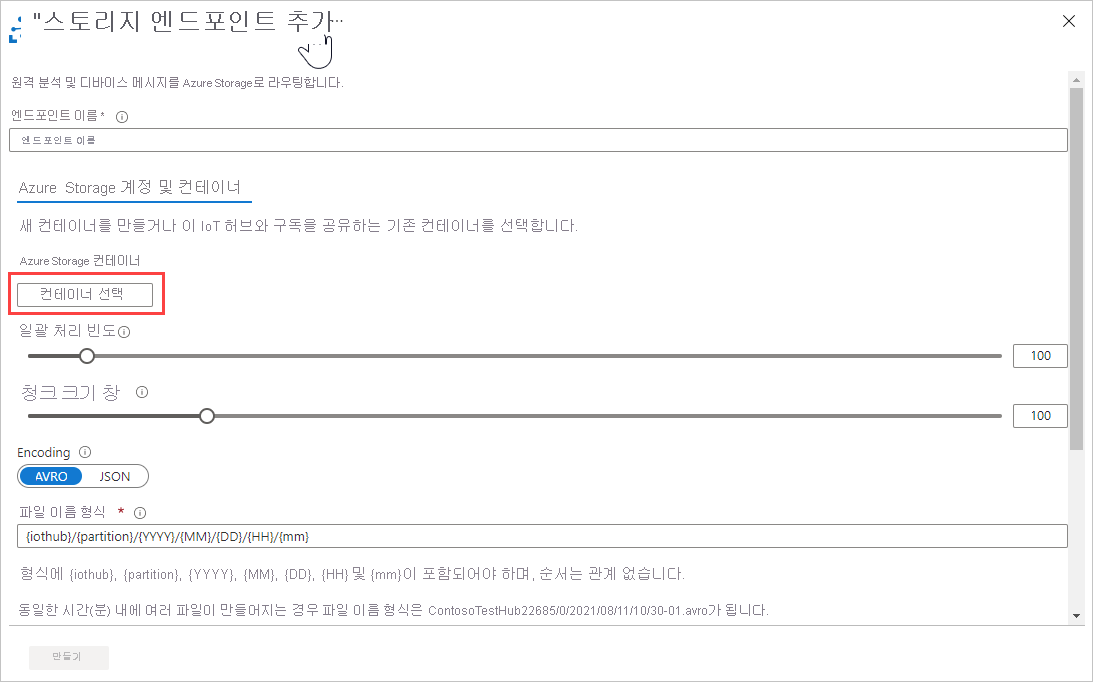 "스토리지 엔드포인트 추가...
원격 분석 및 디바이스 메시지를 Azure Storage로 라우팅합니다.
엔드포인트 이름 *
엔드포인트 이름
Azure Storage 계정 및 컨테이너
새 컨테이너를 만들거나 이 IoT 허브와 구독을 공유하는 기존 컨테이너를 선택합니다.
Azure Storage 컨테이너
컨테이너 선택
일괄 처리 빈도
100
청크 크기 창
100
Encoding
AVRO JSON
파일 이름 형식 *
{iothub}/{partition}/{YYYY}/{MM}/{DD}/{HH}/{mm}
형식에 {iothub}, {partition}, {YYYY}, {MM}, {DD}, {HH} 및 {mm}이 포함되어야 하며, 순서는 관계 없습니다.
동일한 시간(분) 내에 여러 파일이 만들어지는 경우 파일 이름 형식은 ContosoTestHub22685/0/2021/08/11/10/30-01.avro가 됩니다.
만들기